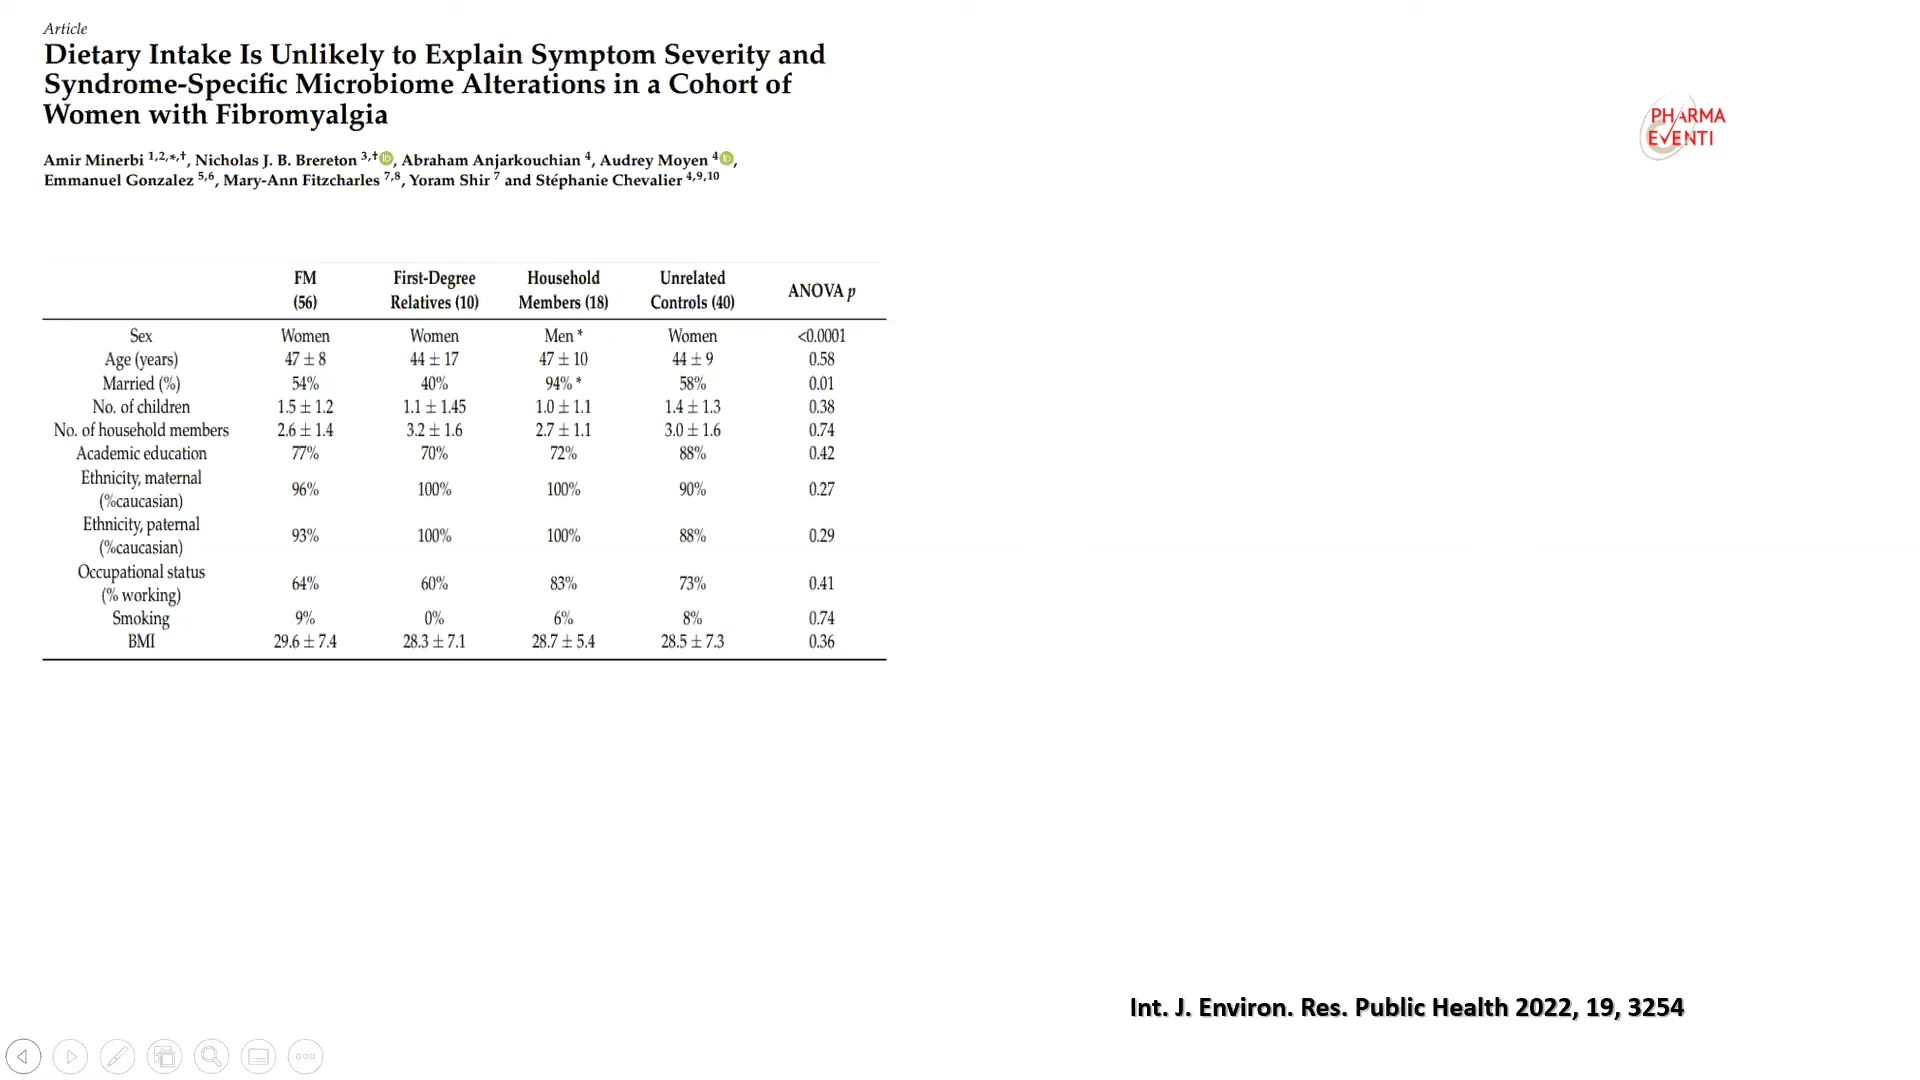 Article
Dietary Intake Is Unlikely to Explain Symptom Severity and
Syndrome-Specific Microbiome Alterations in a Cohort of
Women with Fibromyalgia
Amir Minerbi 1,2,*,†, Nicholas J. B. Brereton 3,†, Abraham Anjarkouchian 4, Audrey Moyen 4,
Emmanuel Gonzalez 5,6, Mary-Ann Fitzcharles 7,8, Yoram Shir 7 and Stéphanie Chevalier 4,9,10
PHARMA
EVENTI
FM (56) First-Degree Relatives (10) Household Members (18) Unrelated Controls (40) ANOVA p
Sex Women Women Men * Women <0.0001
Age (years) 47 ± 8 44 ± 17 47 ± 10 44 ± 9 0.58
Married (%) 54% 40% 94% * 58% 0.01
No. of children 1.5 ± 1.2 1.1 ± 1.45 1.0 ± 1.1 1.4 ± 1.3 0.38
No. of household members 2.6 ± 1.4 3.2 ± 1.6 2.7 ± 1.1 3.0 ± 1.6 0.74
Academic education 77% 70% 72% 88% 0.42
Ethnicity, maternal (%caucasian) 96% 100% 100% 90% 0.27
Ethnicity, paternal (%caucasian) 93% 100% 100% 88% 0.29
Occupational status (% working) 64% 60% 83% 73% 0.41
Smoking 9% 0% 6% 8% 0.74
BMI 29.6 ± 7.4 28.3 ± 7.1 28.7 ± 5.4 28.5 ± 7.3 0.36
Int. J. Environ. Res. Public Health 2022, 19, 3254